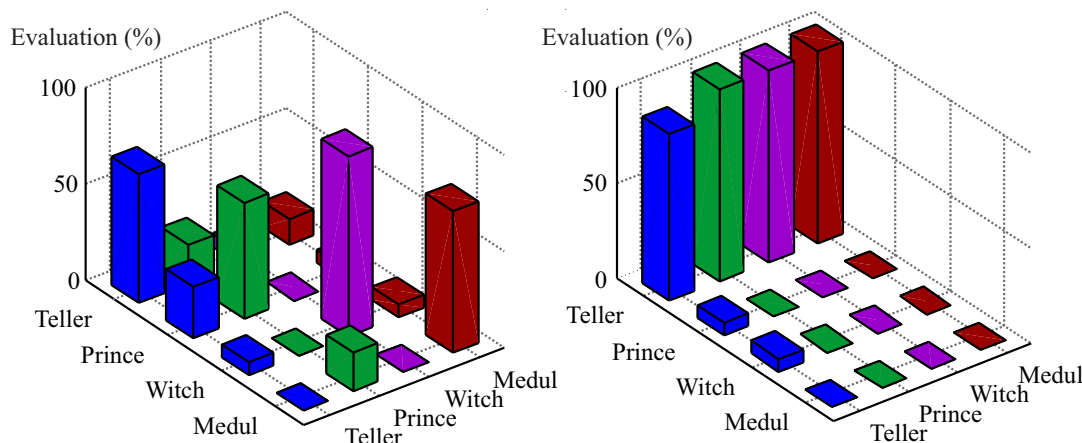 Evaluation (%)
100
50
0
Teller
Prince
Witch
Medul
Teller
Prince
Witch
Medul
Evaluation (%)
100
50
0
Teller
Prince
Witch
Medul
Teller
Prince
Witch
Medul